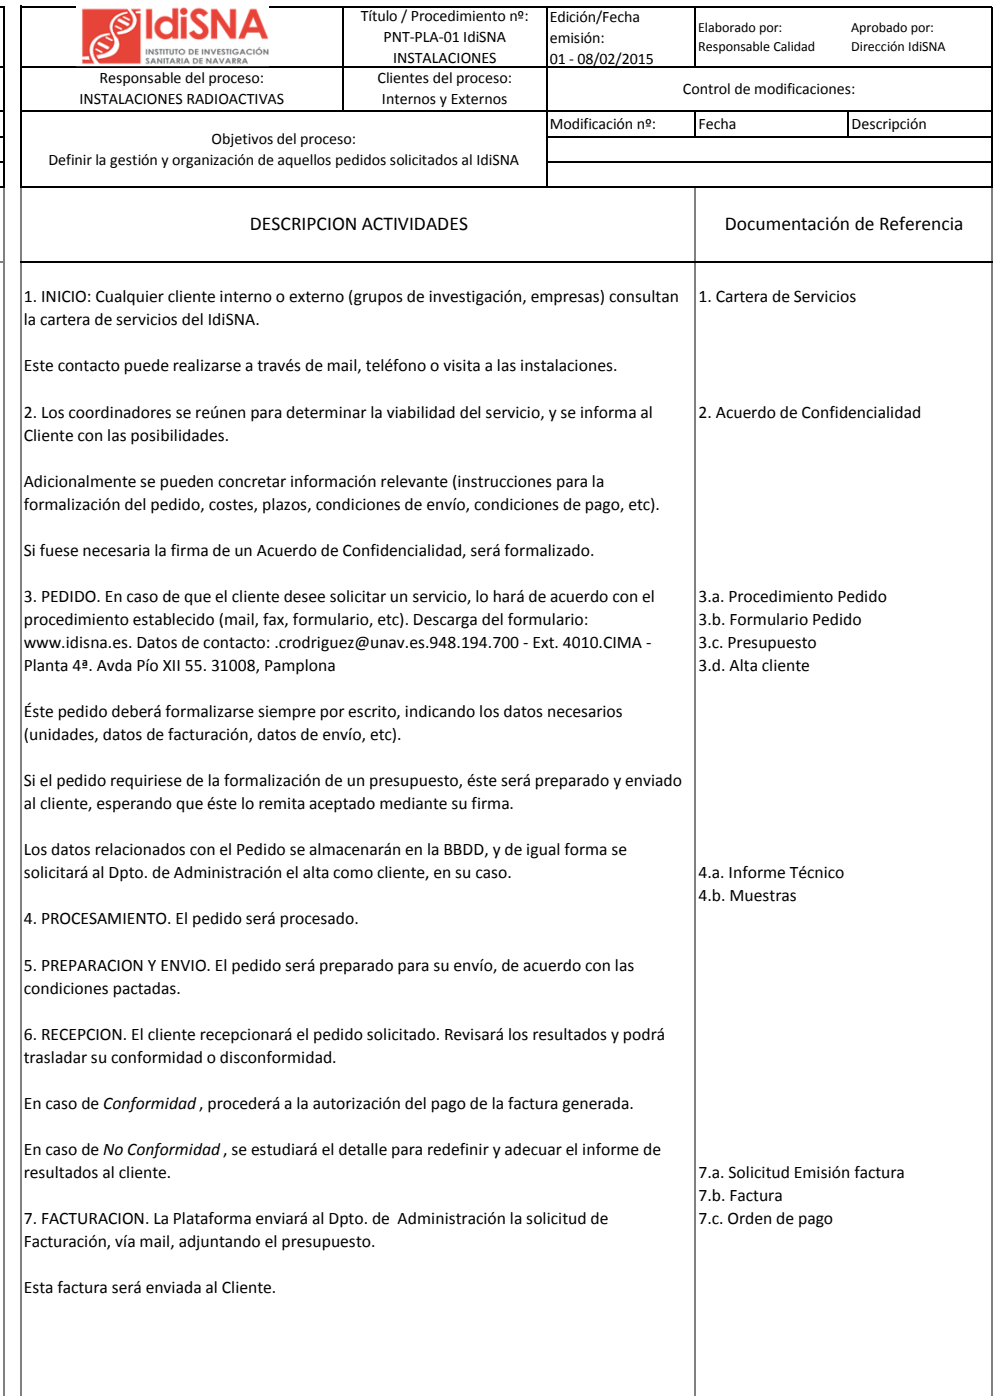 IdiSNA
INSTITUTO DE INVESTIGACIÓN
SANITARIA DE NAVARRA
Título / Procedimiento nº:
PNT-PLA-01 IdiSNA
INSTALACIONES
Edición/Fecha
emisión:
01 - 08/02/2015
Elaborado por:
Responsable Calidad
Aprobado por:
Dirección IdiSNA
Responsable del proceso:
INSTALACIONES RADIOACTIVAS
Clientes del proceso:
Internos y Externos
Control de modificaciones:
Objetivos del proceso:
Definir la gestión y organización de aquellos pedidos solicitados al IdiSNA
Modificación nº:
Fecha
Descripción
DESCRIPCION ACTIVIDADES
Documentación de Referencia
1. INICIO: Cualquier cliente interno o externo (grupos de investigación, empresas) consultan
la cartera de servicios del IdiSNA.
Este contacto puede realizarse a través de mail, teléfono o visita a las instalaciones.
2. Los coordinadores se reúnen para determinar la viabilidad del servicio, y se informa al
Cliente con las posibilidades.
Adicionalmente se pueden concretar información relevante (instrucciones para la
formalización del pedido, costes, plazos, condiciones de envío, condiciones de pago, etc).
Si fuese necesaria la firma de un Acuerdo de Confidencialidad, será formalizado.
3. PEDIDO. En caso de que el cliente desee solicitar un servicio, lo hará de acuerdo con el
procedimiento establecido (mail, fax, formulario, etc). Descarga del formulario:
www.idisna.es. Datos de contacto: .crodriguez@unav.es.948.194.700 - Ext. 4010.CIMA -
Planta 4ª. Avda Pío XII 55. 31008, Pamplona
Éste pedido deberá formalizarse siempre por escrito, indicando los datos necesarios
(unidades, datos de facturación, datos de envío, etc).
Si el pedido requiriese de la formalización de un presupuesto, éste será preparado y enviado
al cliente, esperando que éste lo remita aceptado mediante su firma.
Los datos relacionados con el Pedido se almacenarán en la BBDD, y de igual forma se
solicitará al Dpto. de Administración el alta como cliente, en su caso.
4. PROCESAMIENTO. El pedido será procesado.
5. PREPARACION Y ENVIO. El pedido será preparado para su envío, de acuerdo con las
condiciones pactadas.
6. RECEPCION. El cliente recepcionará el pedido solicitado. Revisará los resultados y podrá
trasladar su conformidad o disconformidad.
En caso de Conformidad , procederá a la autorización del pago de la factura generada.
En caso de No Conformidad , se estudiará el detalle para redefinir y adecuar el informe de
resultados al cliente.
7. FACTURACION. La Plataforma enviará al Dpto. de  Administración la solicitud de
Facturación, vía mail, adjuntando el presupuesto.
Esta factura será enviada al Cliente.
1. Cartera de Servicios
2. Acuerdo de Confidencialidad
3.a. Procedimiento Pedido
3.b. Formulario Pedido
3.c. Presupuesto
3.d. Alta cliente
4.a. Informe Técnico
4.b. Muestras
7.a. Solicitud Emisión factura
7.b. Factura
7.c. Orden de pago